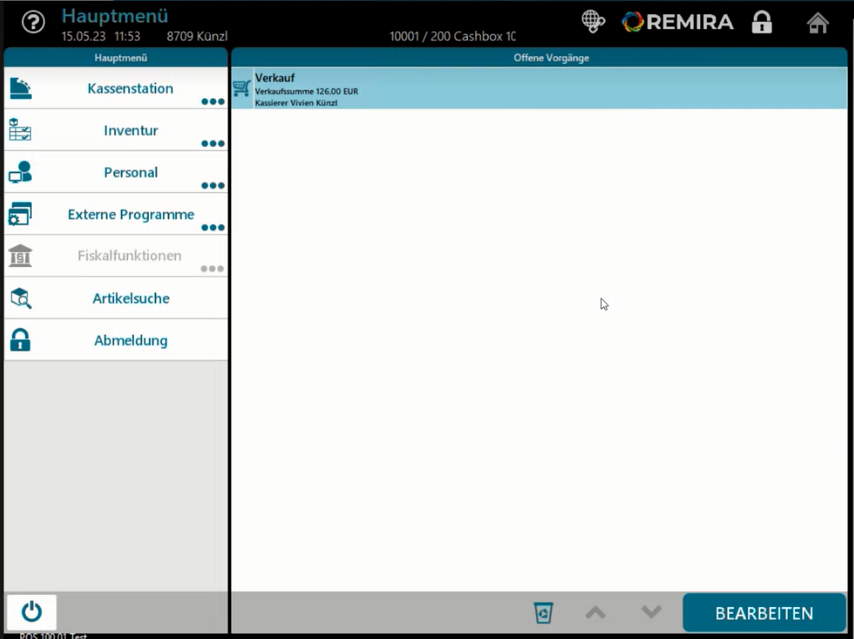 Hauptmenü
15.05.23 11:53 8709 Künzl
10001 / 200 Cashbox 10
REMIRA
Hauptmenü
Kassenstation
Inventur
Personal
Externe Programme
Fiskalfunktionen
Artikelsuche
Abmeldung
Offene Vorgänge
Verkauf
Verkaufssumme 126.00 EUR
Kassierer Vivien Künzl
BEARBEITEN
POS 100.01 Test